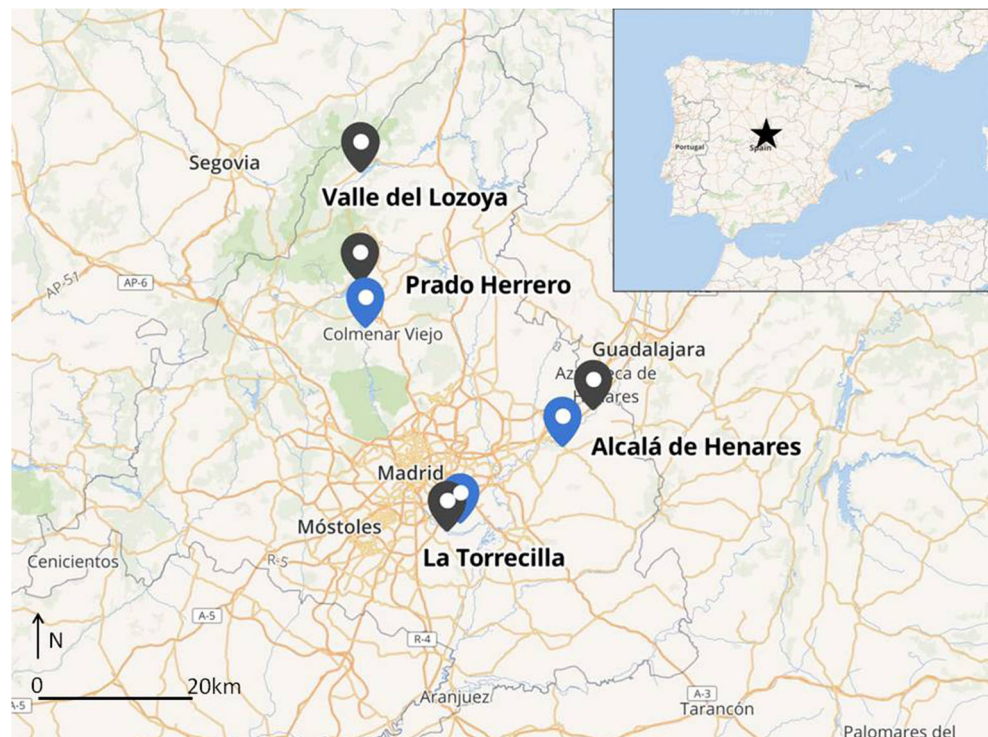 Portugal
Spain
Segovia
Valle del Lozoya
AP-51
AP-6
Prado Herrero
Colmenar Viejo
Guadalajara
Alcalá de Henares
Madrid
Móstoles
La Torrecilla
Cenicientos
R-5
A-5
N
R-4
0
20km
A-5
Aranjuez
A-3
Tarancón
Palomares del